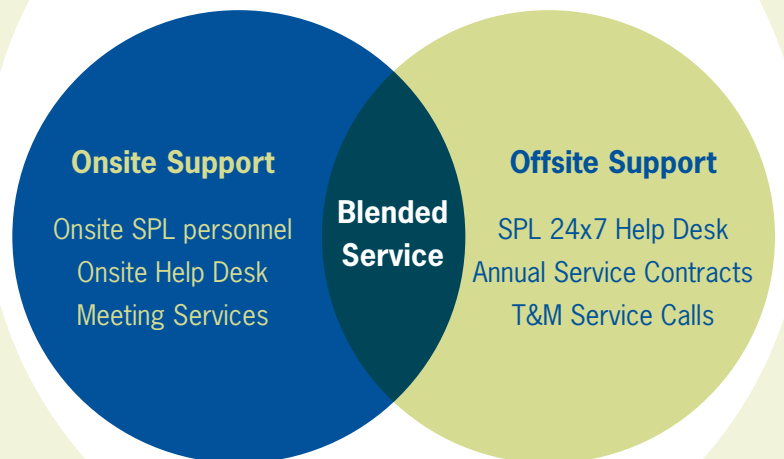 Onsite Support
Onsite SPL personnel
Onsite Help Desk
Meeting Services
Blended
Service
Offsite Support
SPL 24x7 Help Desk
Annual Service Contracts
T&M Service Calls